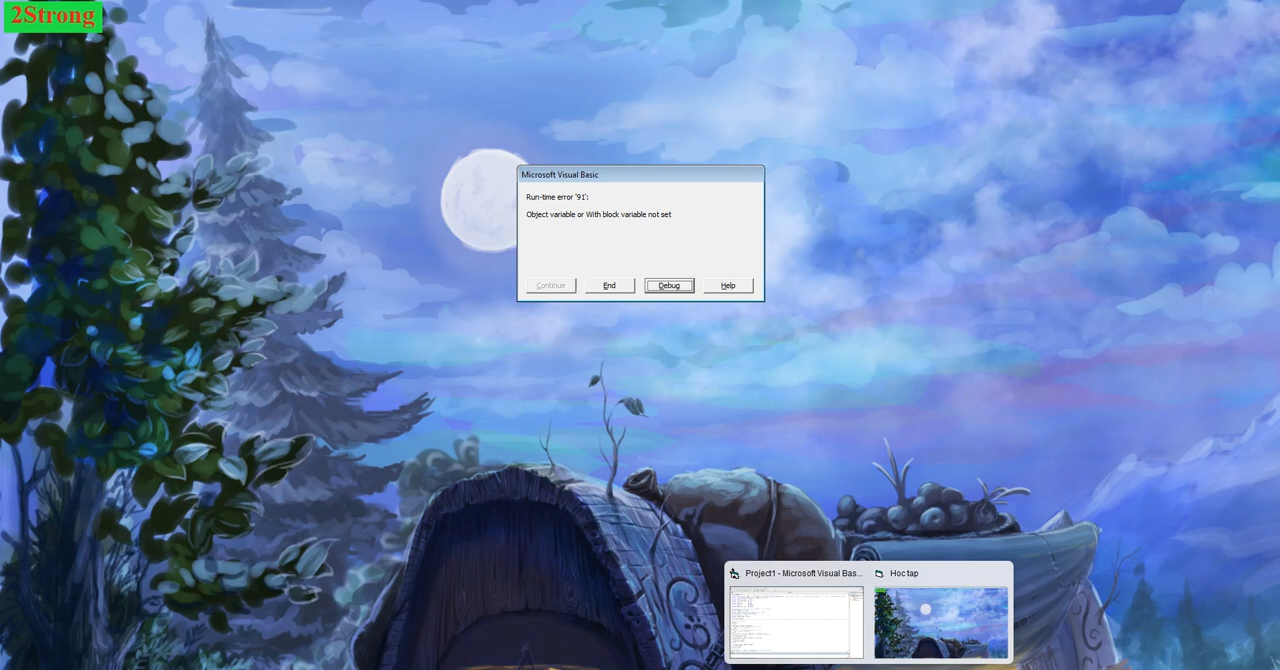 2Strong
Microsoft Visual Basic
Run-time error '91':
Object variable or With block variable not set
Continue End Debug Help
Project1 - Microsoft Visual Bas... Hoc tap